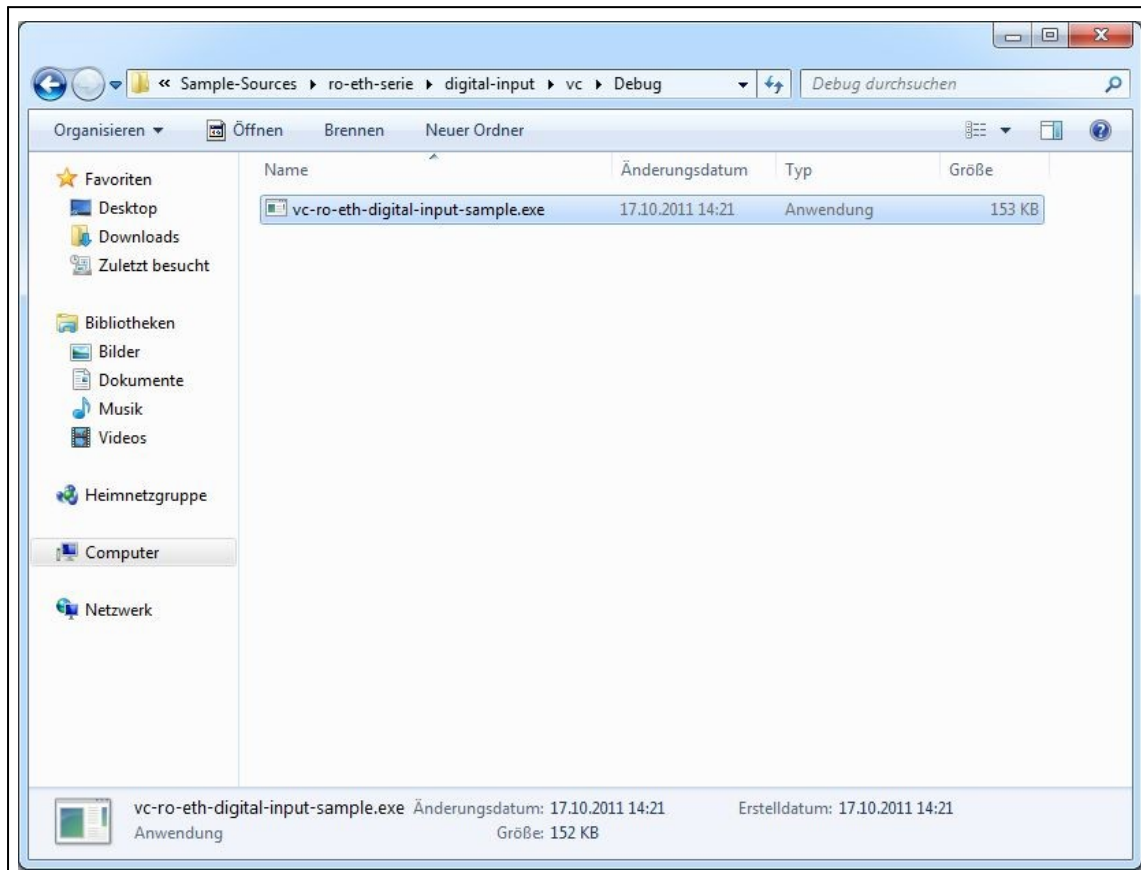 « Sample-Sources ▸ ro-eth-serie ▸ digital-input ▸ vc ▸ Debug Debug durchsuchen
Organisieren Öffnen Brennen Neuer Ordner
Favoriten
Desktop
Downloads
Zuletzt besucht
Bibliotheken
Bilder
Dokumente
Musik
Videos
Heimnetzgruppe
Computer
Netzwerk
Name Änderungsdatum Typ Größe
vc-ro-eth-digital-input-sample.exe 17.10.2011 14:21 Anwendung 153 KB
vc-ro-eth-digital-input-sample.exe Änderungsdatum: 17.10.2011 14:21 Erstelldatum: 17.10.2011 14:21
Anwendung Größe: 152 KB